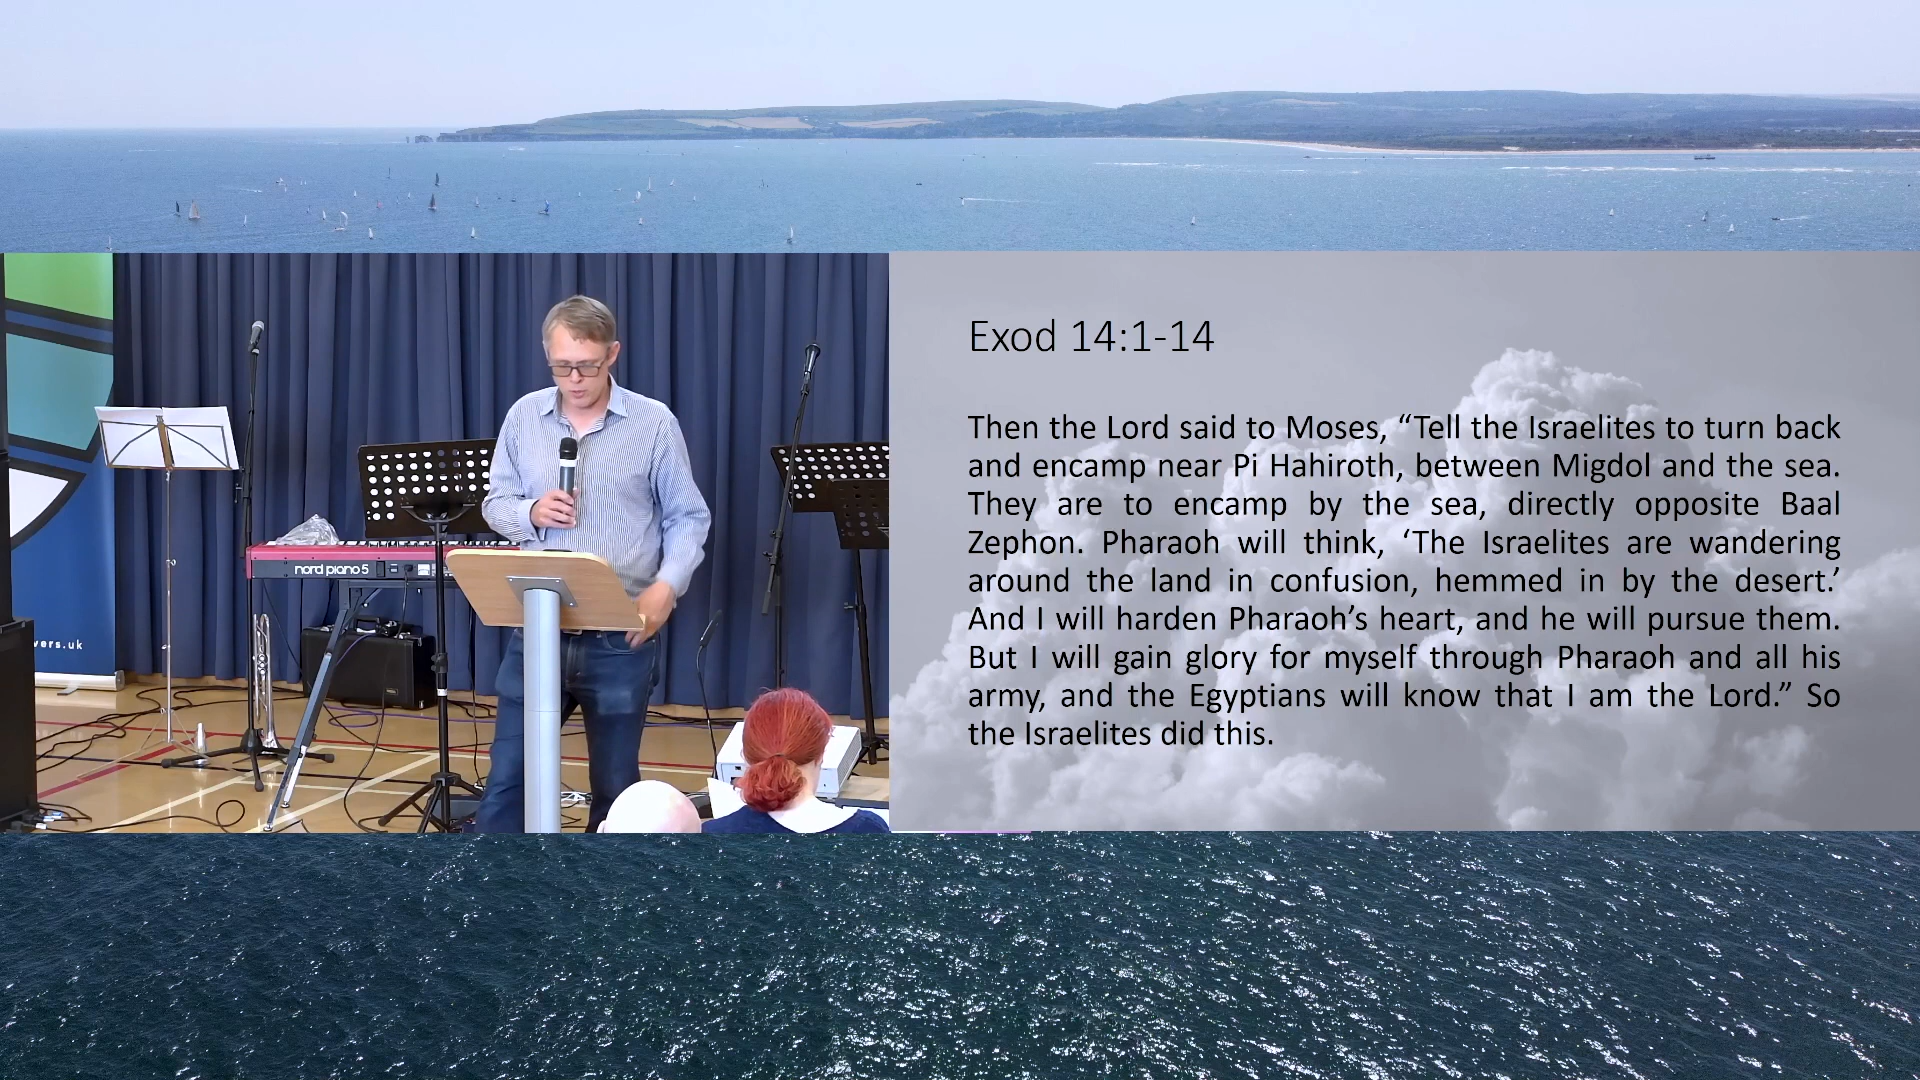 Exod 14:1-14
Then the Lord said to Moses, “Tell the Israelites to turn back
and encamp near Pi Hahiroth, between Migdol and the sea.
They are to encamp by the sea, directly opposite Baal
Zephon. Pharaoh will think, ‘The Israelites are wandering
around the land in confusion, hemmed in by the desert.’
And I will harden Pharaoh’s heart, and he will pursue them.
But I will gain glory for myself through Pharaoh and all his
army, and the Egyptians will know that I am the Lord.” So
the Israelites did this.
nord piano 5
vers.uk